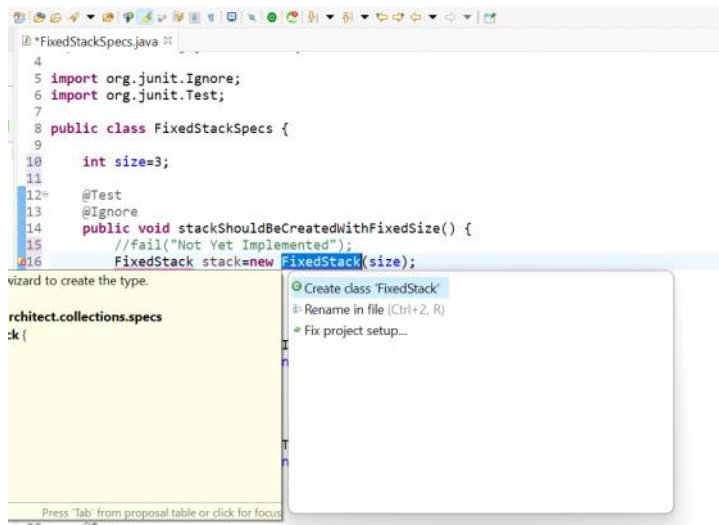 *FixedStackSpecs.java
4
5 import org.junit.Ignore;
6 import org.junit.Test;
7
8 public class FixedStackSpecs {
9
10 int size=3;
11
12 @Test
13 @Ignore
14 public void stackShouldBeCreatedWithFixedSize() {
15 //fail("Not Yet Implemented");
16 FixedStack stack=new FixedStack(size);
wizard to create the type.
rchitect.collections.specs
ck {
Create class 'FixedStack'
Rename in file (Ctrl+2, R)
Fix project setup...
Press 'Tab' from proposal table or click for focus